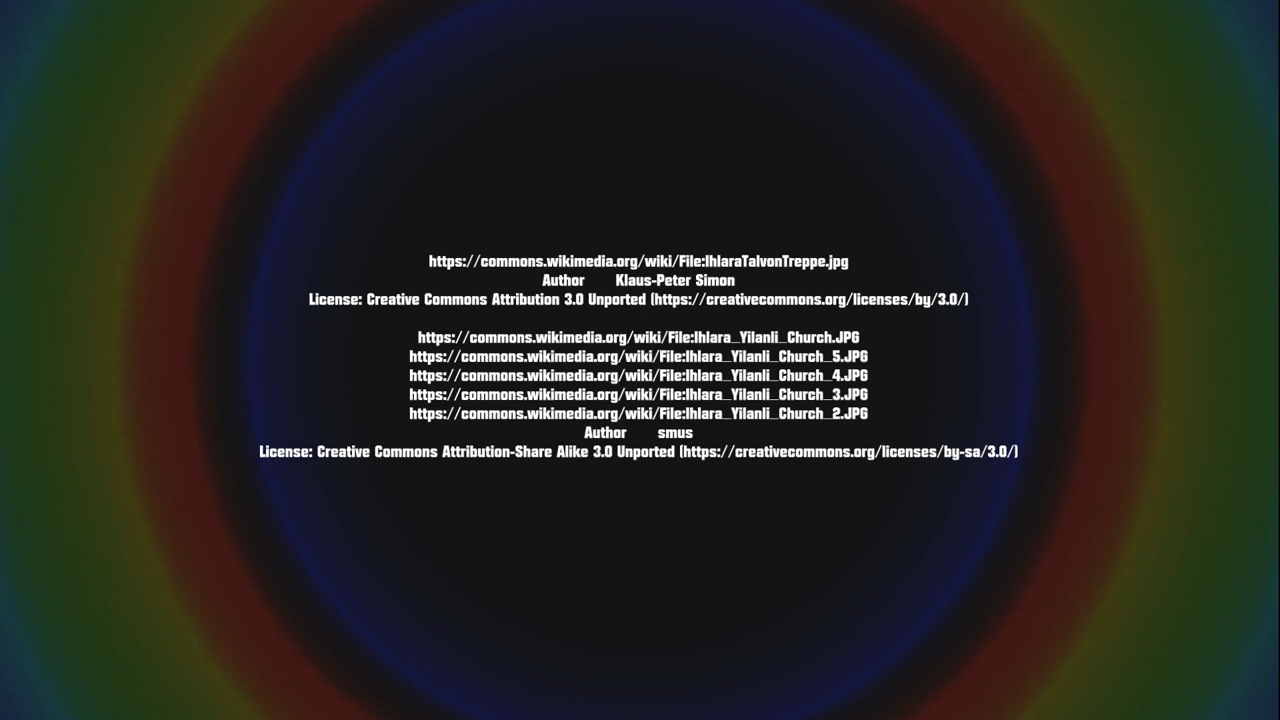 https://commons.wikimedia.org/wiki/File:IhlaraTalvonTreppe.jpg
Author Klaus-Peter Simon
License: Creative Commons Attribution 3.0 Unported (https://creativecommons.org/licenses/by/3.0/)
https://commons.wikimedia.org/wiki/File:Ihlara_Yilanli_Church.JPG
https://commons.wikimedia.org/wiki/File:Ihlara_Yilanli_Church_5.JPG
https://commons.wikimedia.org/wiki/File:Ihlara_Yilanli_Church_4.JPG
https://commons.wikimedia.org/wiki/File:Ihlara_Yilanli_Church_3.JPG
https://commons.wikimedia.org/wiki/File:Ihlara_Yilanli_Church_2.JPG
Author smus
License: Creative Commons Attribution-Share Alike 3.0 Unported (https://creativecommons.org/licenses/by-sa/3.0/)